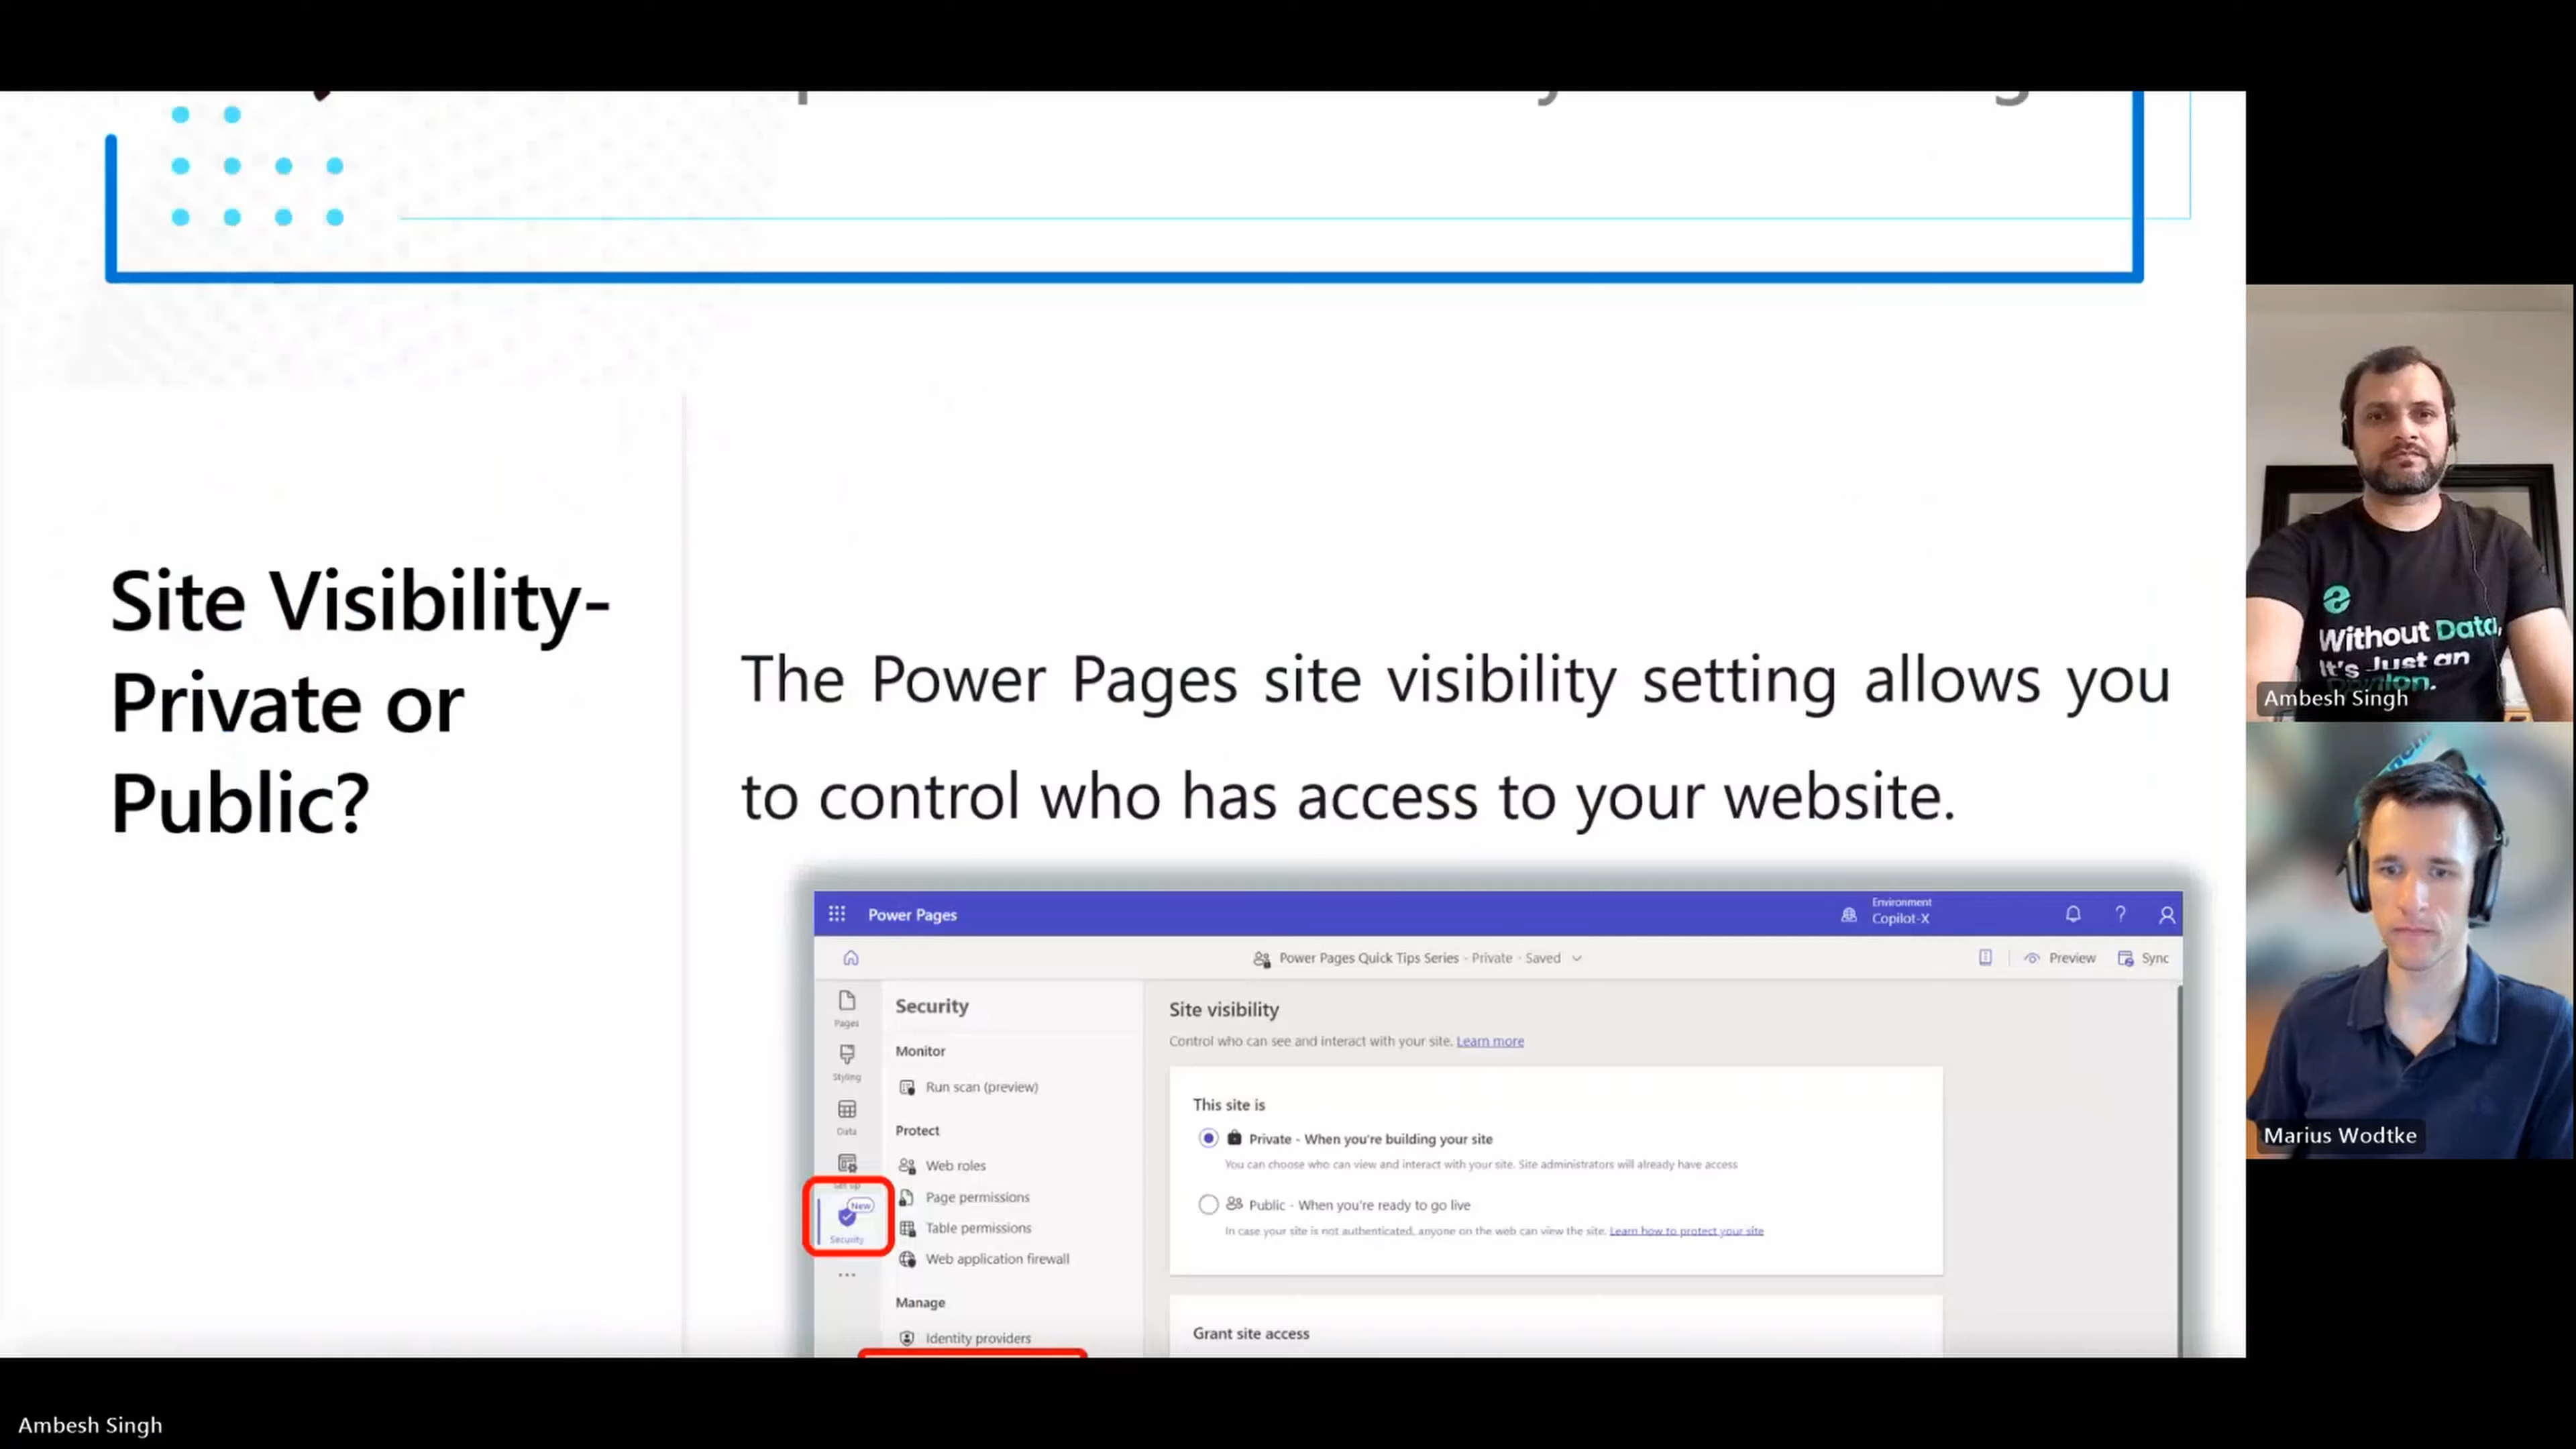 Site Visibility-
Private or
Public?
The Power Pages site visibility setting allows you
to control who has access to your website.
Power Pages
Environment
Copilot-X
Power Pages Quick Tips Series - Private - Saved
Preview
Sync
Pages
Styling
Data
Set up
New
Security
Security
Monitor
Run scan (preview)
Protect
Web roles
Page permissions
Table permissions
Web application firewall
Manage
Identity providers
Site visibility
Control who can see and interact with your site. Learn more
This site is
Private - When you're building your site
You can choose who can view and interact with your site. Site administrators will already have access
Public - When you're ready to go live
In case your site is not authenticated, anyone on the web can view the site. Learn how to protect your site
Grant site access
Without Data,
It's Just an
Opinion.
Ambesh Singh
Marius Wodtke
Ambesh Singh